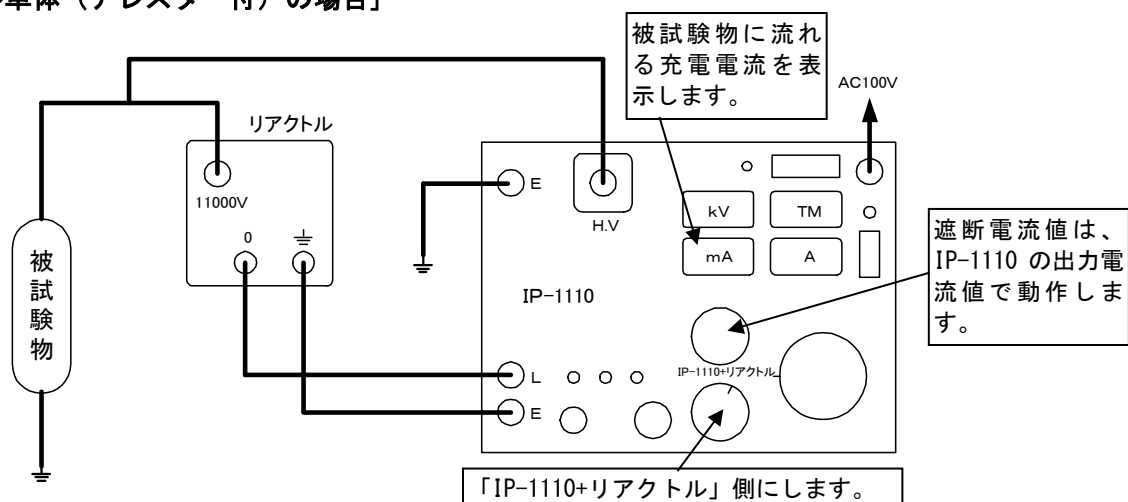 単体（アレスター付）の場合］
被試験物に流れ
る充電電流を表
示します。
AC100V
リアクトル
11000V
0
被試験物
E
H.V
kV
TM
mA
A
IP-1110
遮断電流値は、
IP-1110 の出力電
流値で動作しま
す。
IP-1110+リアクトル
L
E
「IP-1110+リアクトル」側にします。